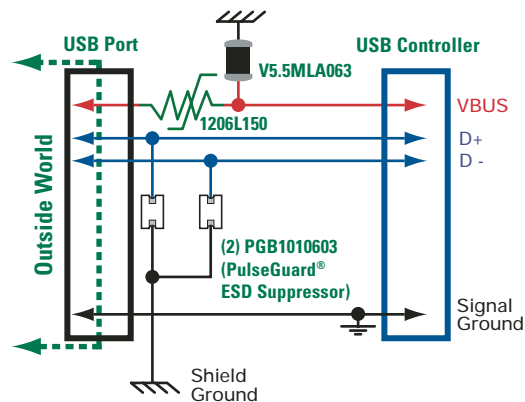 USB Port
USB Controller
V5.5MLA063
VBUS
1206L150
D+
D -
Outside World
(2) PGB1010603
(PulseGuard®
ESD Suppressor)
Signal
Ground
Shield
Ground